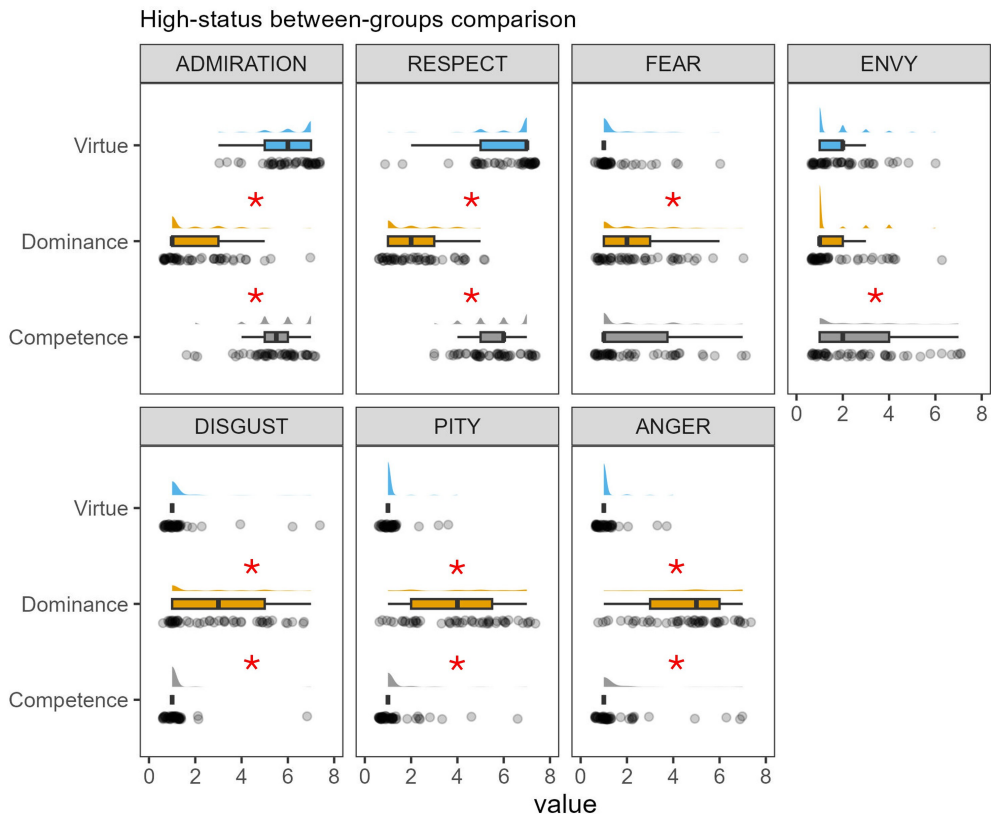 High-status between-groups comparison
ADMIRATION RESPECT FEAR ENVY
Virtue
*
*
*
Dominance
*
*
*
Competence
0 2 4 6 8
DISGUST PITY ANGER
Virtue
*
*
*
Dominance
*
*
*
Competence
0 2 4 6 8 0 2 4 6 8 0 2 4 6 8
value